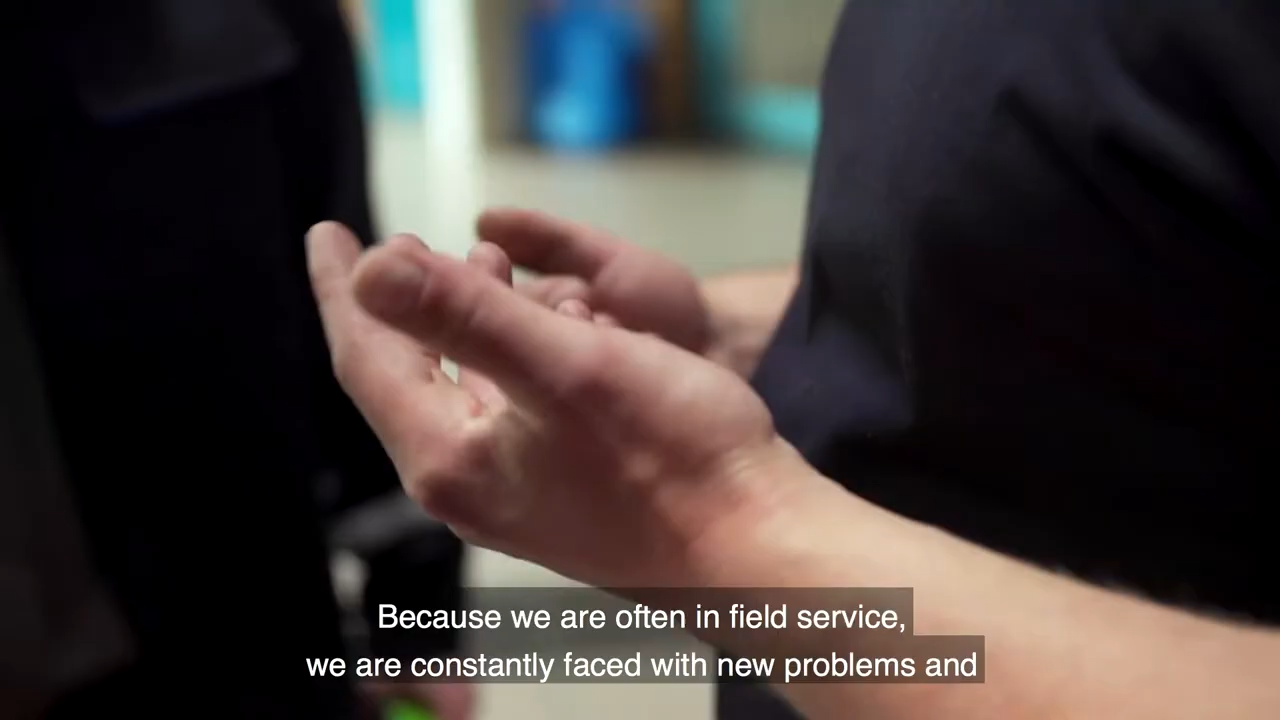 Because we are often in field service,
we are constantly faced with new problems and